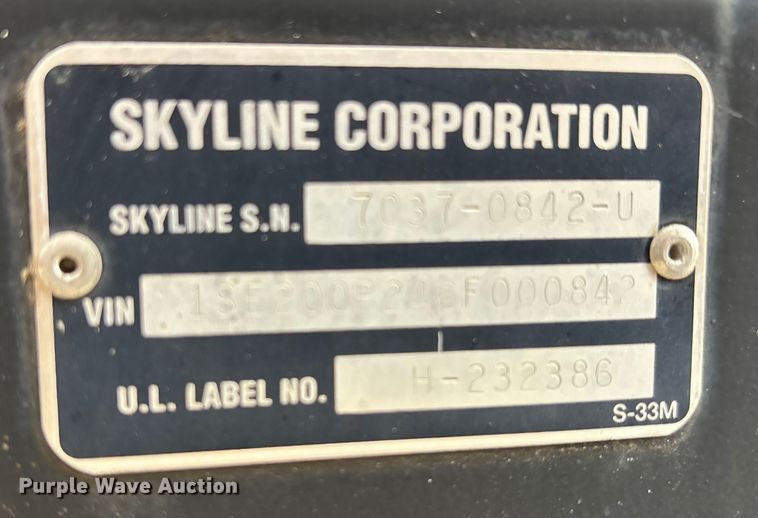 SKYLINE CORPORATION
SKYLINE S.N. 7037-0842-U
VIN
U.L. LABEL NO. H-232386
S-33M
Purple Wave Auction